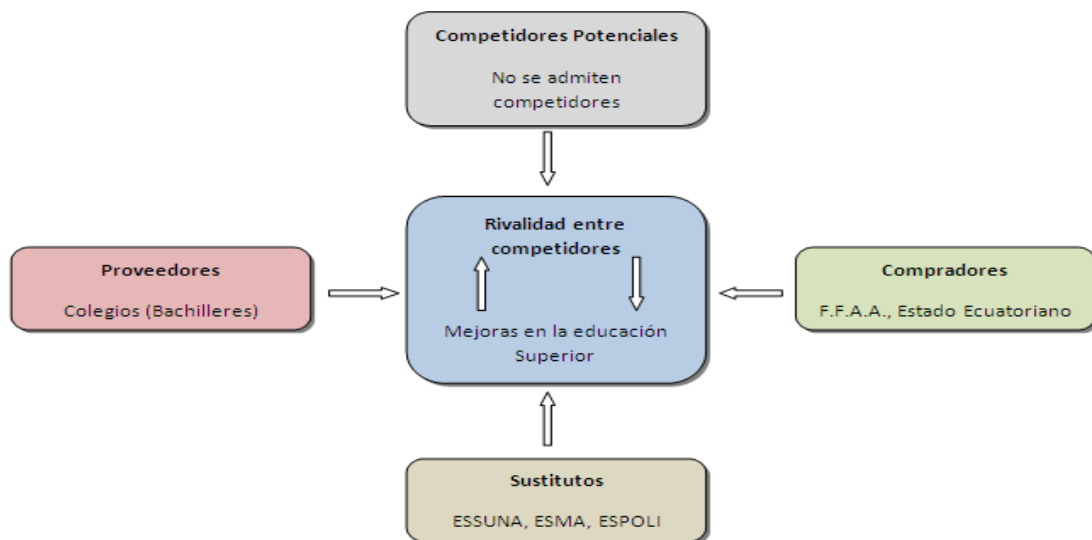 Competidores Potenciales
No se admiten
competidores
Rivalidad entre
competidores
Mejoras en la educación
Superior
Proveedores
Colegios (Bachilleres)
Compradores
F.F.A.A., Estado Ecuatoriano
Sustitutos
ESSUNA, ESMA, ESPOLI